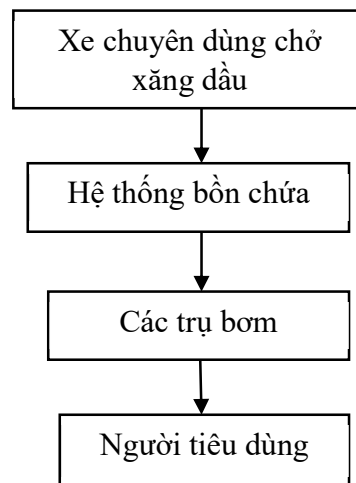 Xe chuyên dùng chở
xăng dầu
Hệ thống bồn chứa
Các trụ bơm
Người tiêu dùng